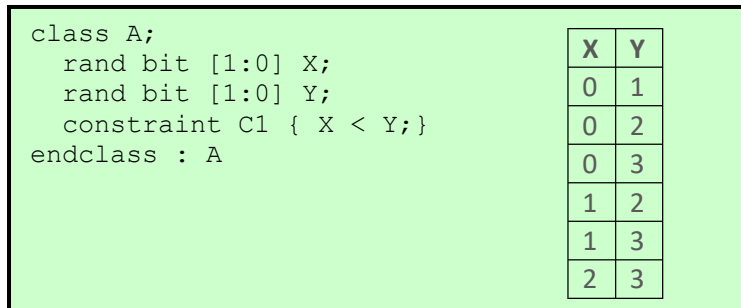 class A;
rand bit [1:0] X;
rand bit [1:0] Y;
constraint C1 { X < Y;}
endclass : A
X Y
0 1
0 2
0 3
1 2
1 3
2 3